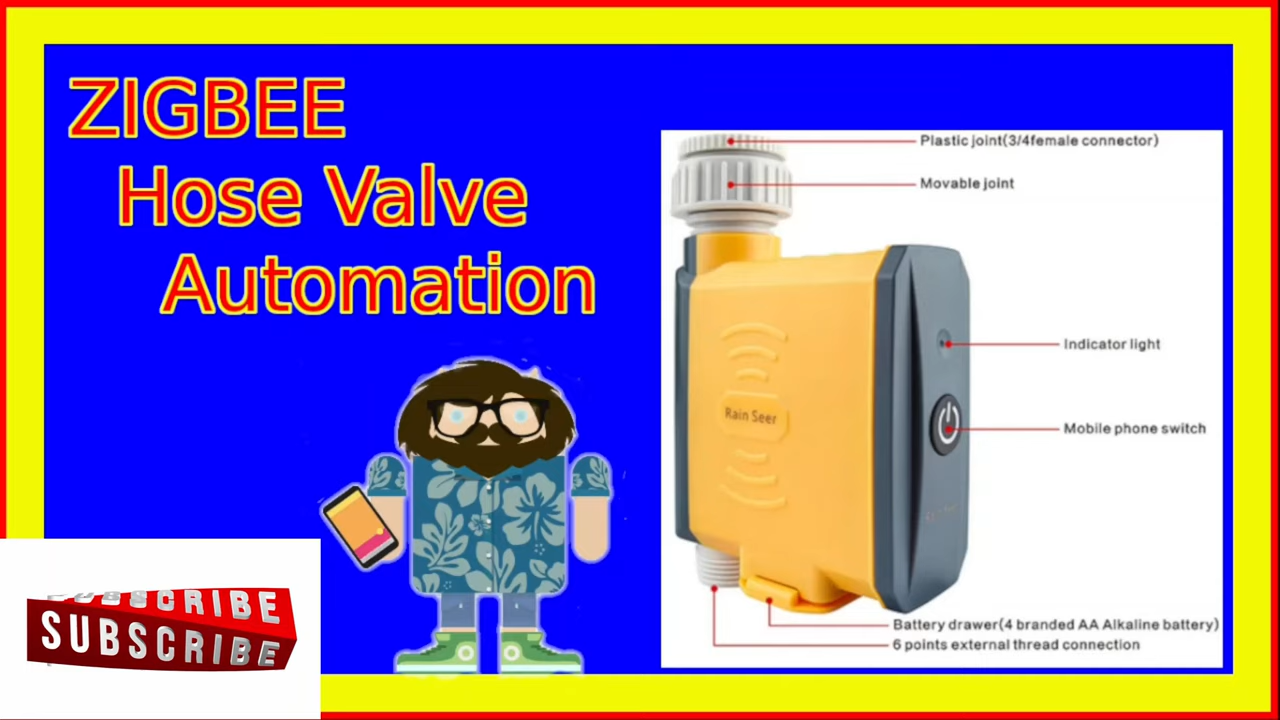 ZIGBEE
Hose Valve
Automation
Plastic joint(3/4female connector)
Movable joint
Indicator light
Rain Seer
Mobile phone switch
Battery drawer(4 branded AA Alkaline battery)
6 points external thread connection
SUBSCRIBE
SUBSCRIBE